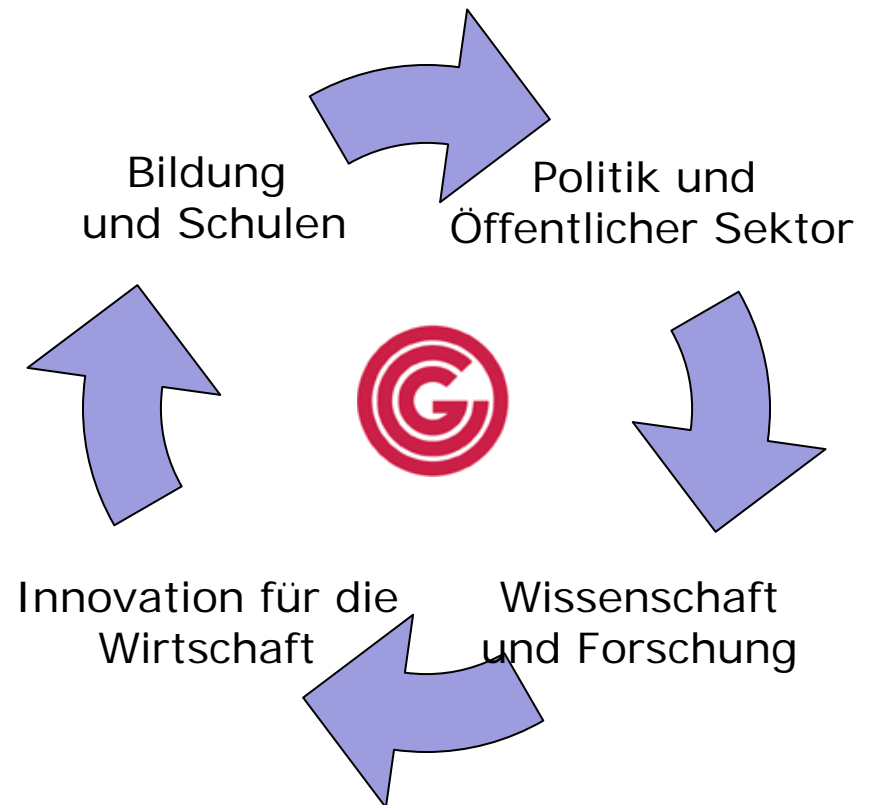 Bildung
und Schulen
Politik und
Öffentlicher Sektor
Innovation für die
Wirtschaft
Wissenschaft
und Forschung